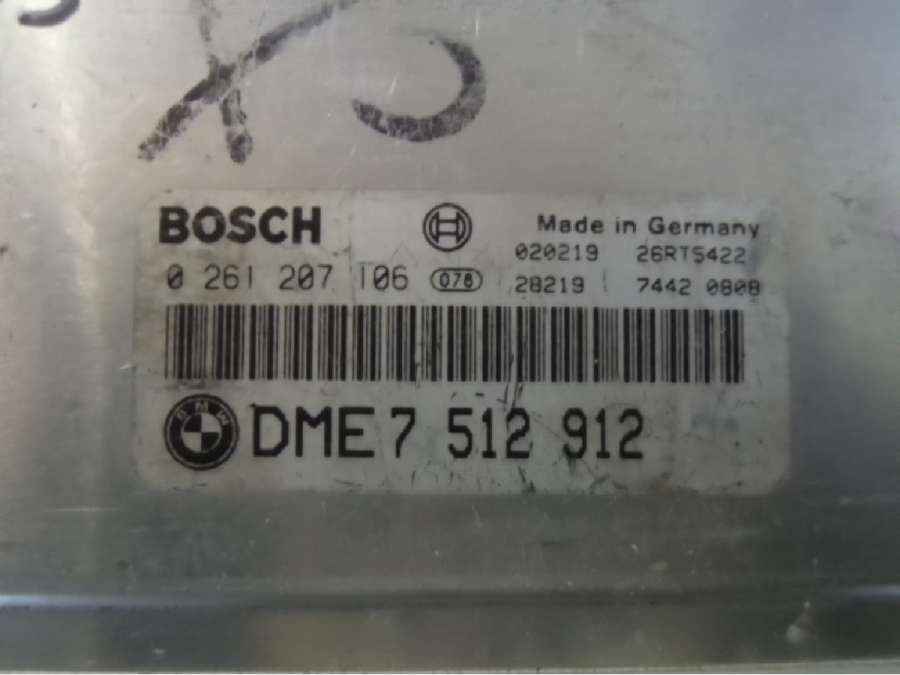 X5
BOSCH
Made in Germany
020219 26RT5422
0 261 207 106 078 28219 7442 0808
BMW DME 7 512 912